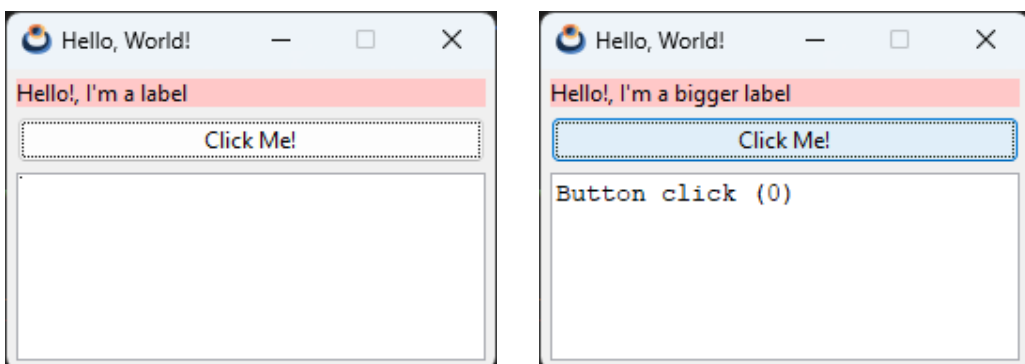 Hello, World!
Hello!, I'm a label
Click Me!
Hello, World!
Hello!, I'm a bigger label
Click Me!
Button click (0)